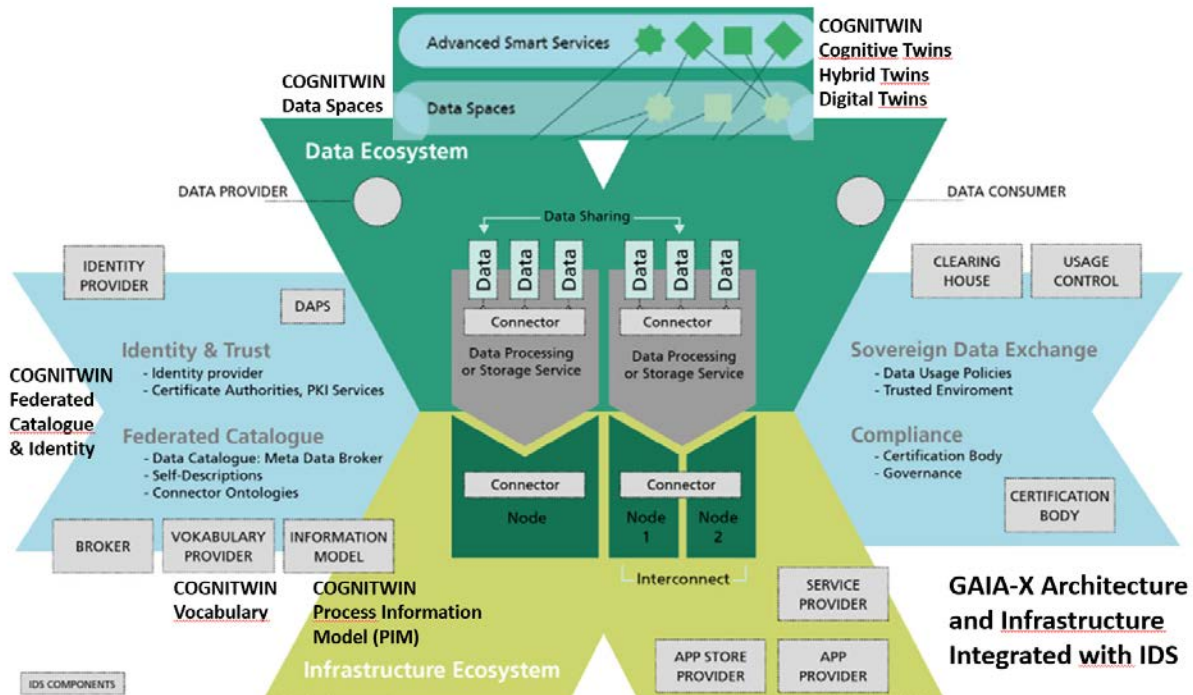 Advanced Smart Services
COGNITWIN
Cognitive Twins
Hybrid Twins
Digital Twins
COGNITWIN
Data Spaces
Data Spaces
Data Ecosystem
DATA PROVIDER
DATA CONSUMER
Data Sharing
Data
Data
Data
Data
Data
Data
Connector
Connector
Data Processing
or Storage Service
Data Processing
or Storage Service
IDENTITY
PROVIDER
DAPS
CLEARING
HOUSE
USAGE
CONTROL
COGNITWIN
Federated
Catalogue
& Identity
Identity & Trust
- Identity provider
- Certificate Authorities, PKI Services
Federated Catalogue
- Data Catalogue: Meta Data Broker
- Self-Descriptions
- Connector Ontologies
Sovereign Data Exchange
- Data Usage Policies
- Trusted Enviroment
Compliance
- Certification Body
- Governance
CERTIFICATION
BODY
Connector
Node
Connector
Node
1
Node
2
Interconnect
BROKER
VOKABULARY
PROVIDER
INFORMATION
MODEL
COGNITWIN
Vocabulary
COGNITWIN
Process Information
Model (PIM)
Infrastructure Ecosystem
SERVICE
PROVIDER
APP STORE
PROVIDER
APP
PROVIDER
GAIA-X Architecture
and Infrastructure
Integrated with IDS
IDS COMPONENTS